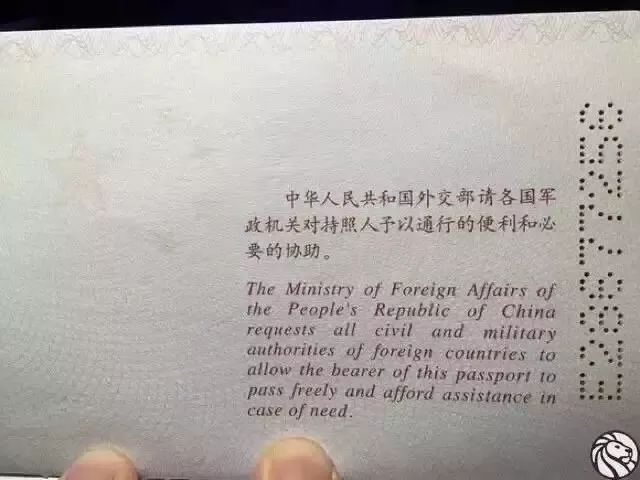 中华人民共和国外交部请各国军
政机关对持照人予以通行的便利和必
要的协助。
The Ministry of Foreign Affairs of
the People's Republic of China
requests all civil and military
authorities of foreign countries to
allow the bearer of this passport to
pass freely and afford assistance in
case of need.